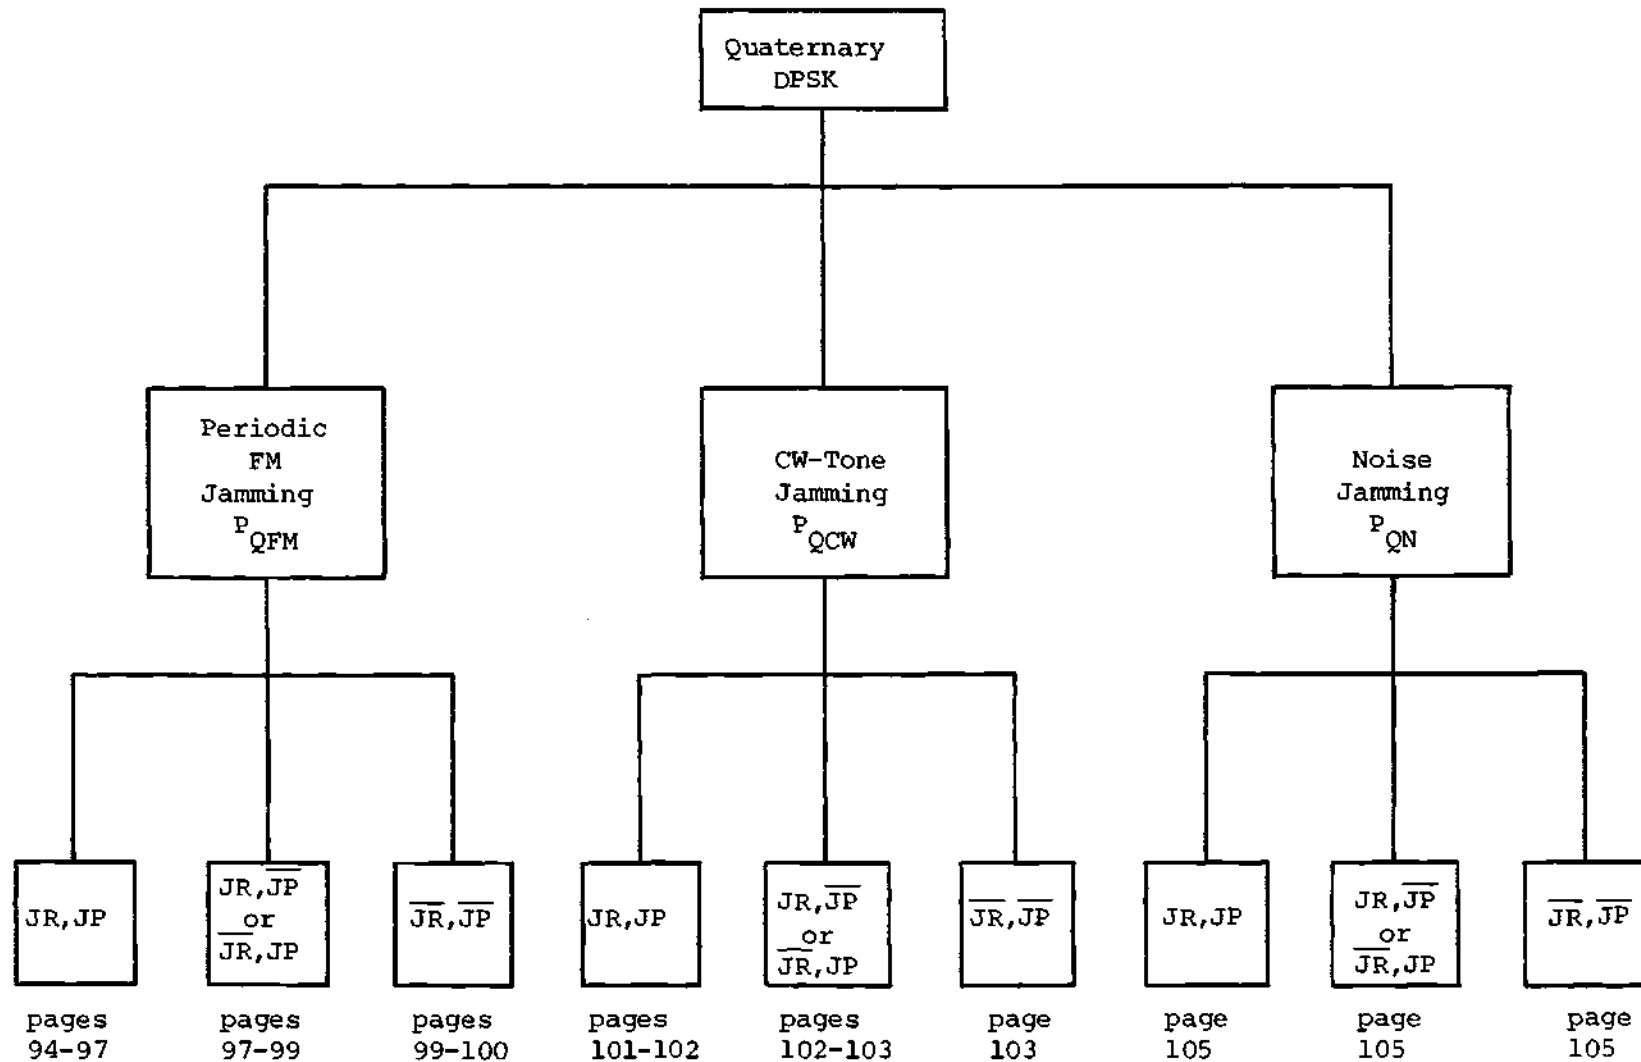 Quaternary
DPSK
Periodic
FM
Jamming
P_QFM
CW-Tone
Jamming
P_QCW
Noise
Jamming
P_QN
JR,JP
JR,J̅P̅
or
J̅R̅,JP
J̅R̅,J̅P̅
JR,JP
JR,J̅P̅
or
J̅R̅,JP
J̅R̅,J̅P̅
JR,JP
JR,J̅P̅
or
J̅R̅,JP
J̅R̅,J̅P̅
pages
94-97
pages
97-99
pages
99-100
pages
101-102
pages
102-103
page
103
page
105
page
105
page
105